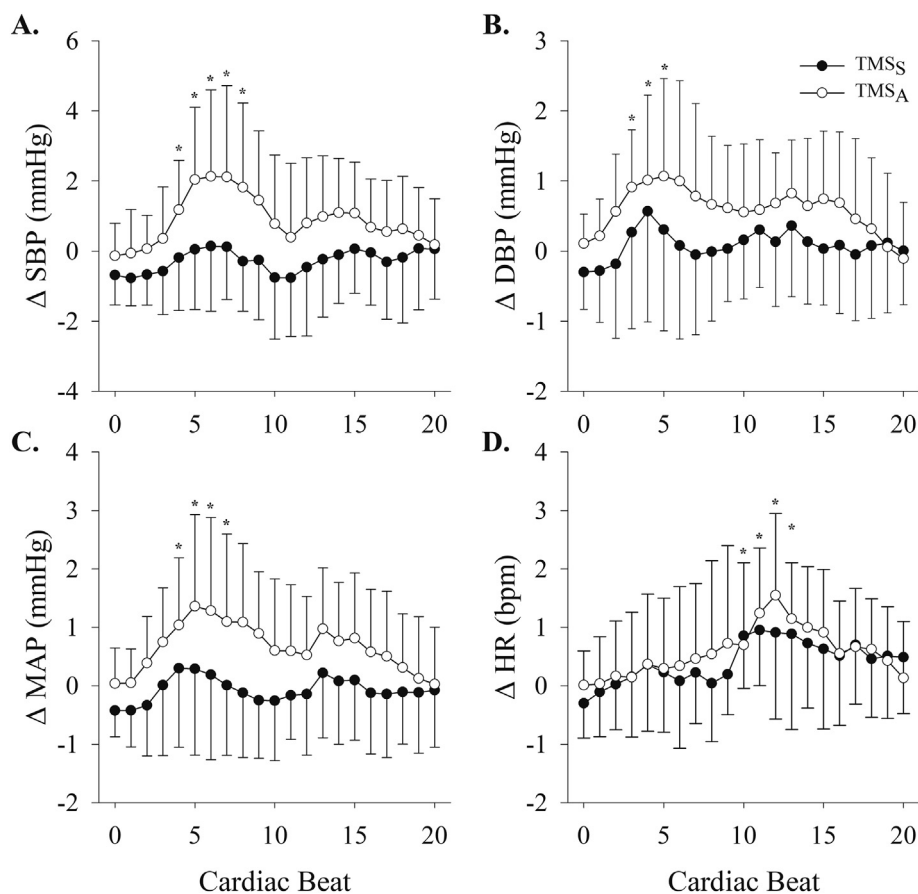 A.
B.
6
4
2
0
-2
-4
Δ SBP (mmHg)
* * * * *
0 5 10 15 20
3
2
1
0
-1
-2
Δ DBP (mmHg)
* * *
TMSS
TMSA
0 5 10 15 20
C.
D.
4
3
2
1
0
-1
-2
Δ MAP (mmHg)
* * * *
0 5 10 15 20
Cardiac Beat
4
3
2
1
0
-1
-2
Δ HR (bpm)
* * * *
0 5 10 15 20
Cardiac Beat